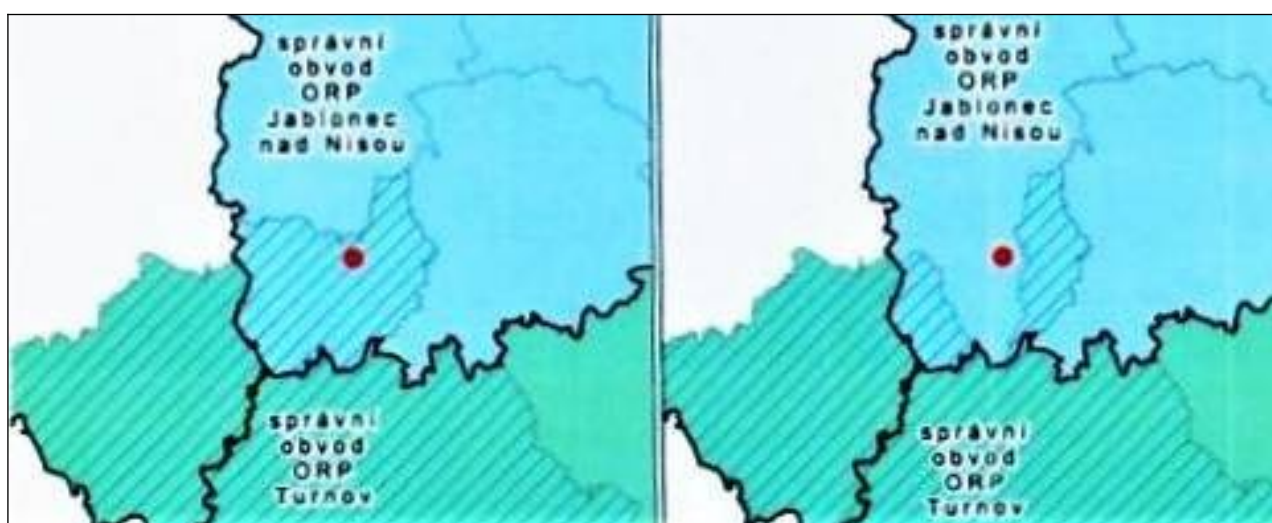 správní
obvod
ORP
Jablonec
nad Nisou
správní
obvod
ORP
Turnov
správní
obvod
ORP
Jablonec
nad Nisou
správní
obvod
ORP
Turnov